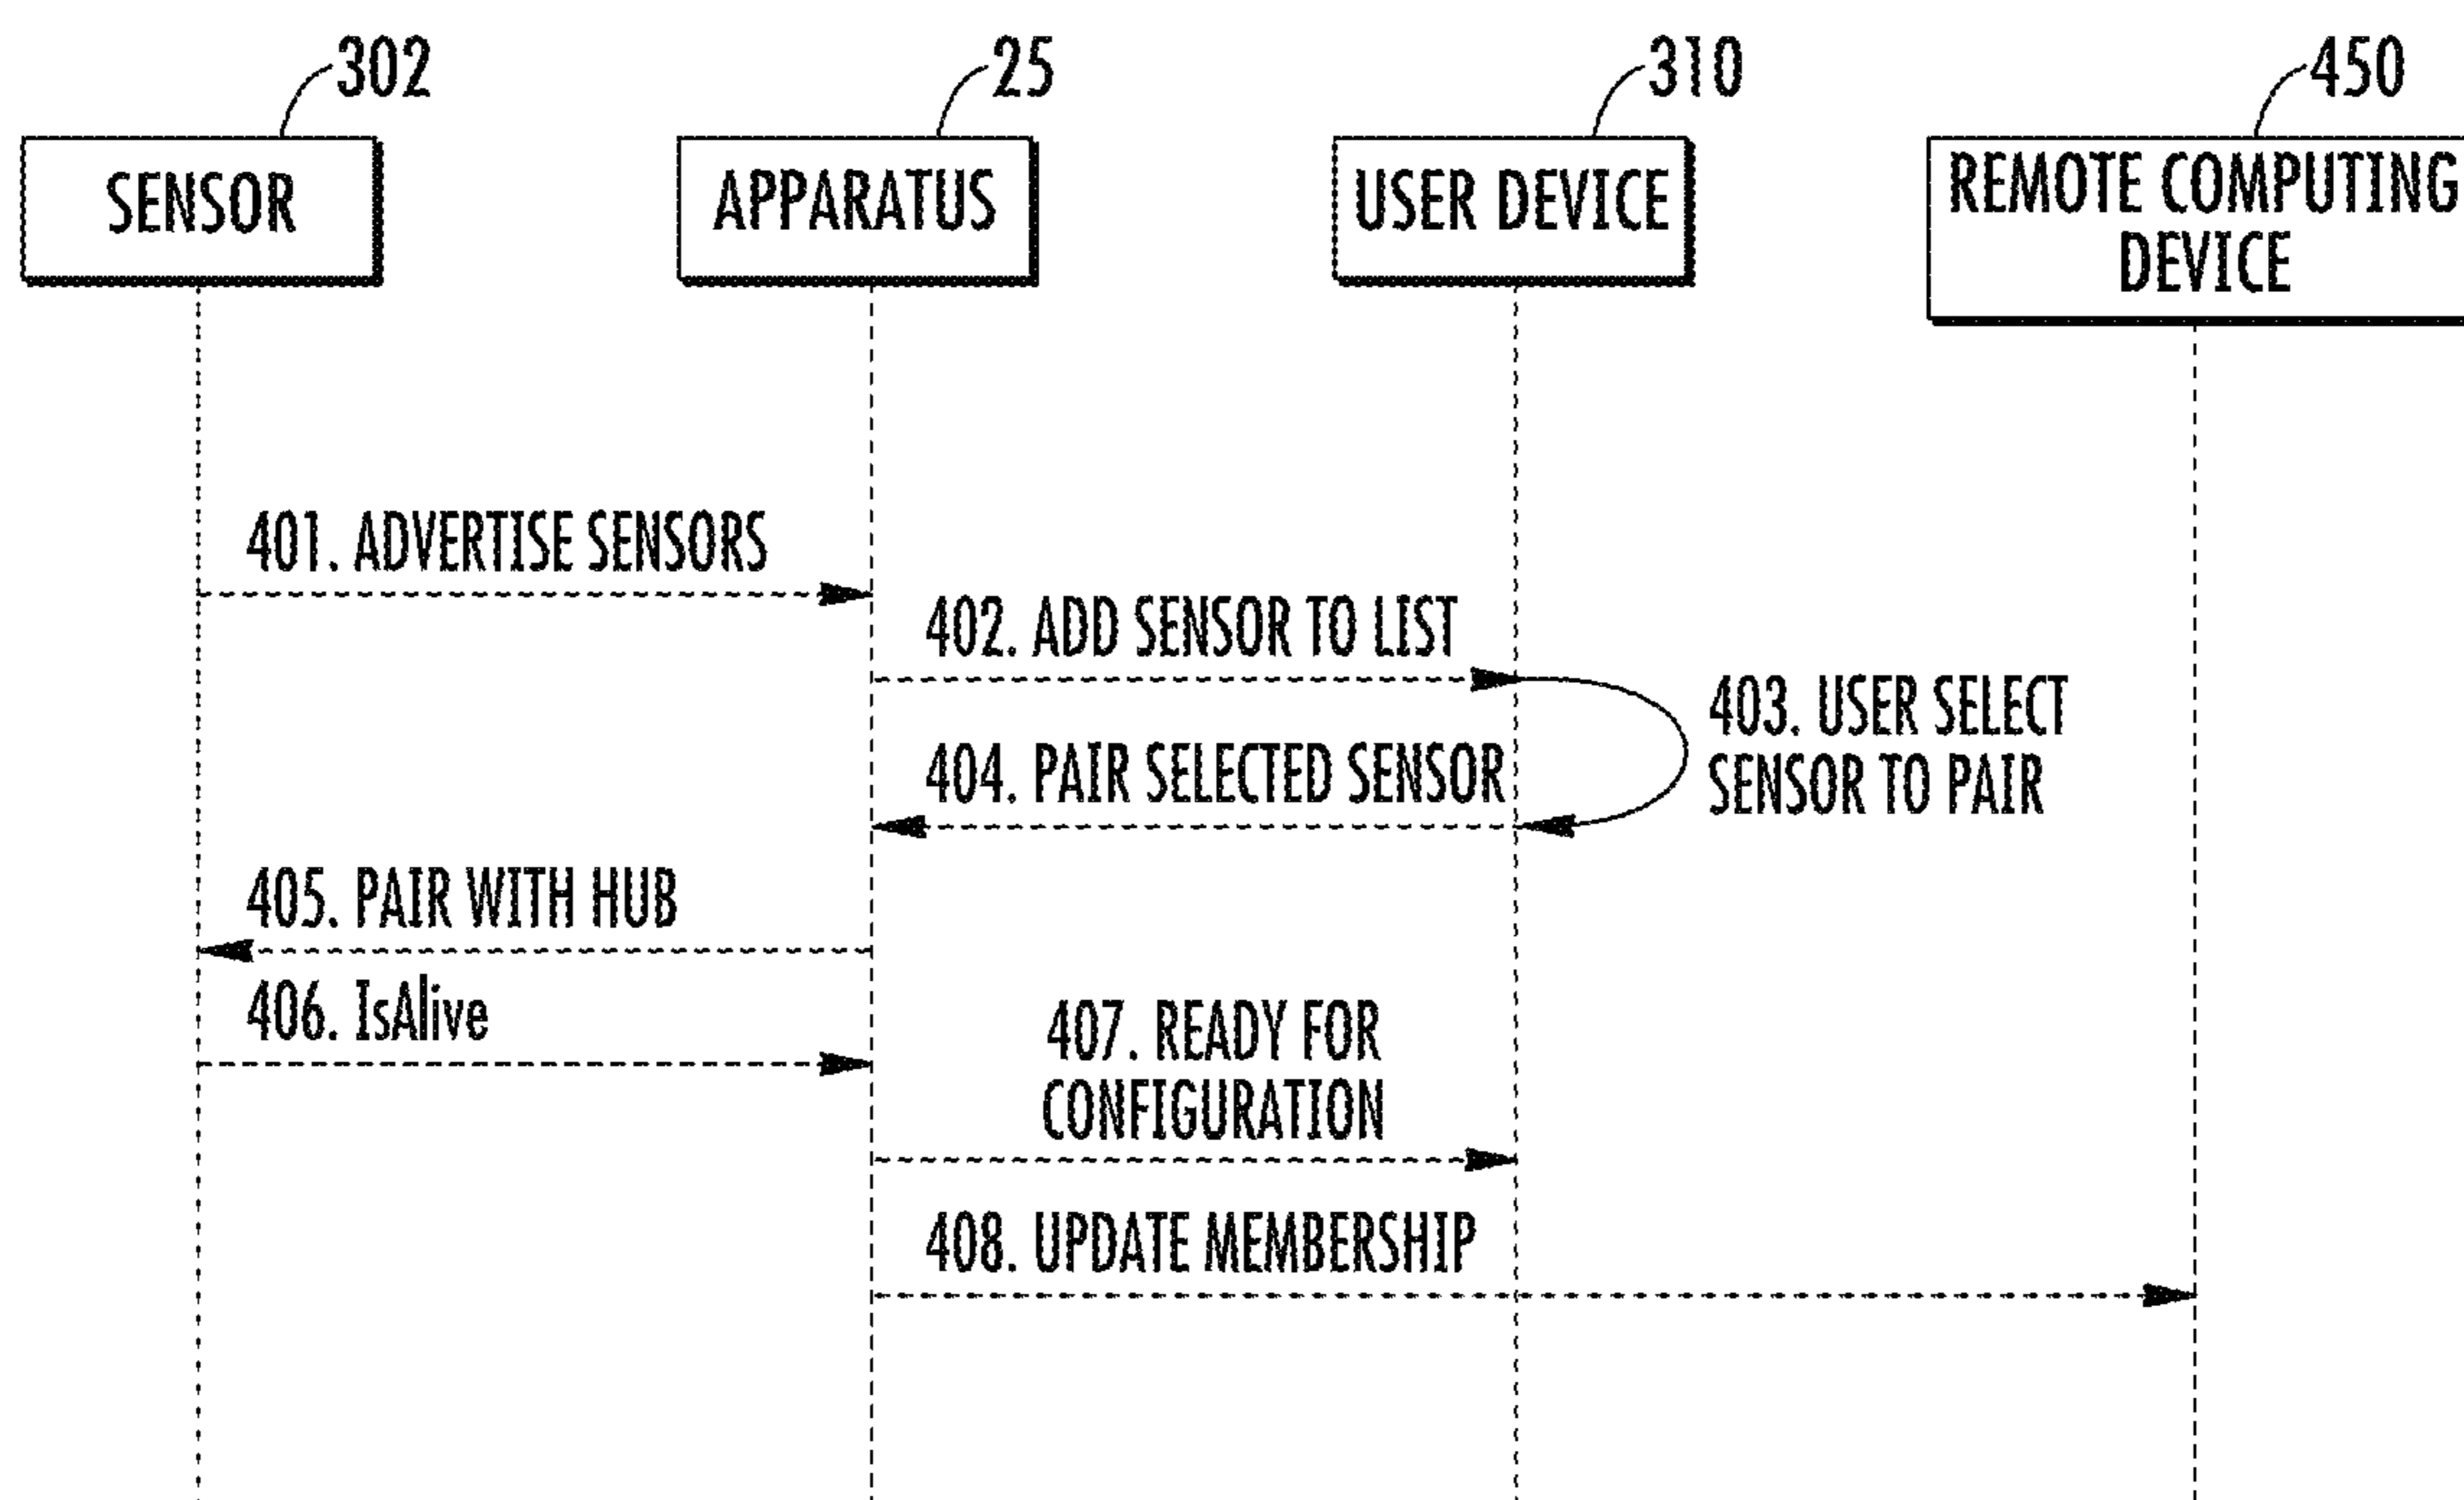 302
25
310
450
SENSOR
APPARATUS
USER DEVICE
REMOTE COMPUTING
DEVICE
401. ADVERTISE SENSORS
402. ADD SENSOR TO LIST
403. USER SELECT
SENSOR TO PAIR
404. PAIR SELECTED SENSOR
405. PAIR WITH HUB
406. IsAlive
407. READY FOR
CONFIGURATION
408. UPDATE MEMBERSHIP